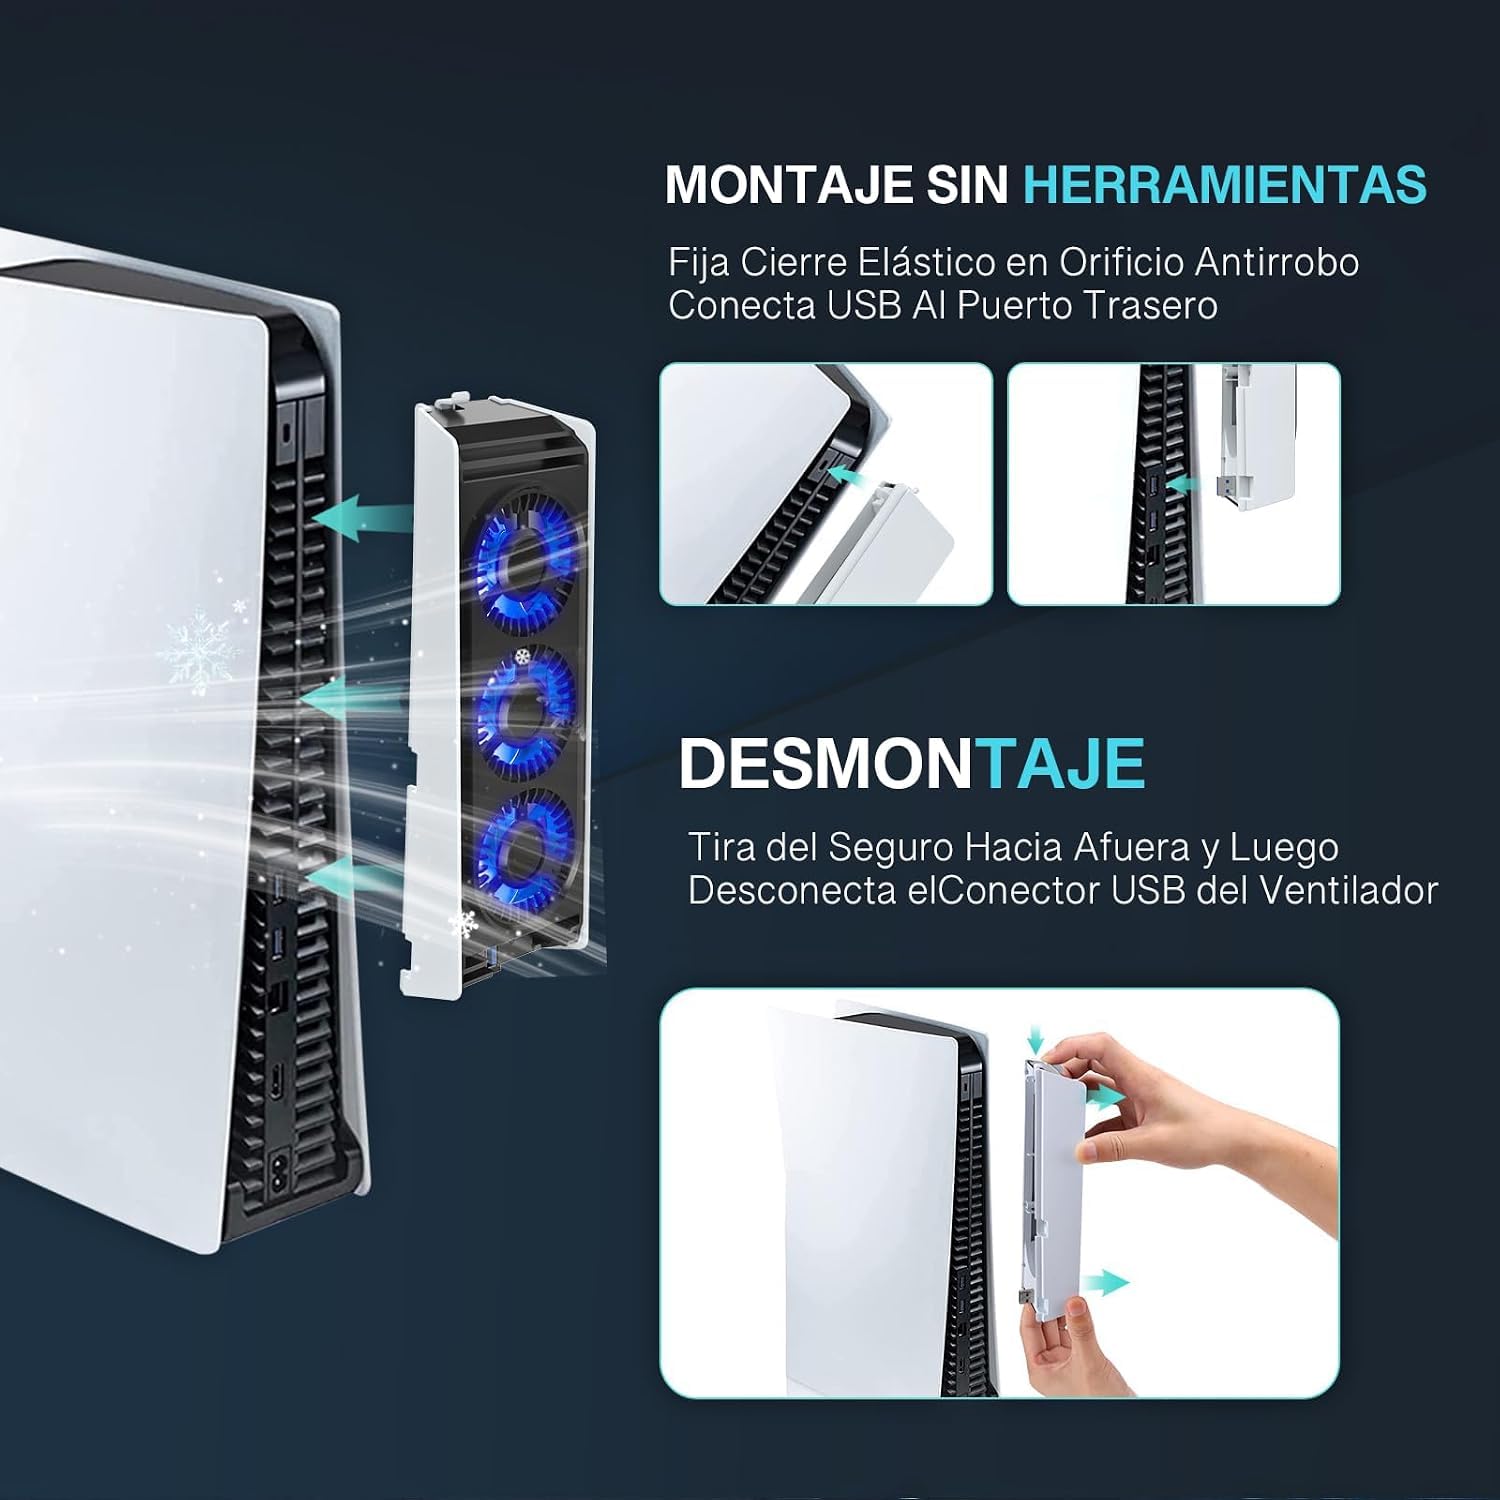 MONTAJE SIN HERRAMIENTAS
Fija Cierre Elástico en Orificio Antirrobo
Conecta USB Al Puerto Trasero
DESMONTAJE
Tira del Seguro Hacia Afuera y Luego
Desconecta elConector USB del Ventilador